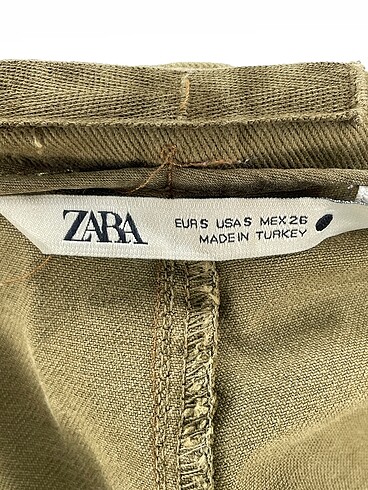 ZARA
EUR S USA S MEX 26
MADE IN TURKEY